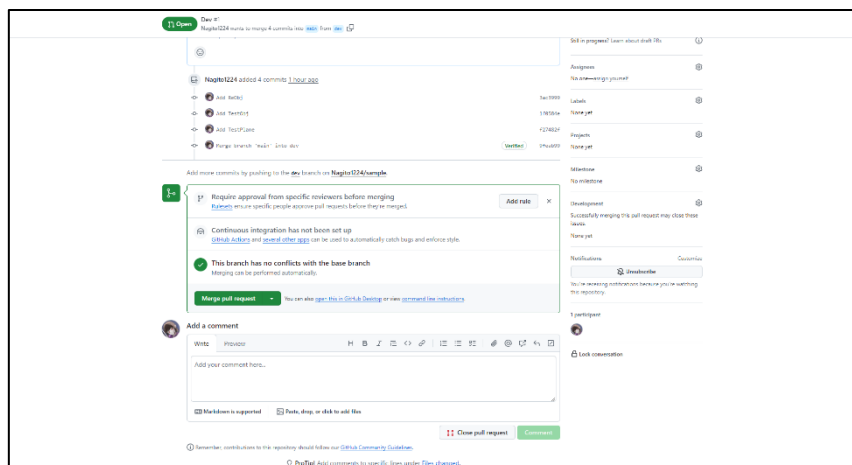 Open
Dev #1
Nagito1224 wants to merge 4 commits into main from dev
Still in progress? Learn about draft PRs
Nagito1224 added 4 commits 1 hour ago
Add
Add TestObj
Add TestPlane
Merge branch 'main' into dev
Verified
Add more commits by pushing to the dev branch on Nagito1224/sample.
Require approval from specific reviewers before merging
Rulesets ensure specific people approve pull requests before they're merged.
Add rule
Continuous integration has not been set up
GitHub Actions and several other apps can be used to automatically catch bugs and enforce style.
This branch has no conflicts with the base branch
Merging can be performed automatically.
Merge pull request
You can also open this in GitHub Desktop or view command line instructions.
Add a comment
Write Preview
Add your comment here...
Markdown is supported
Paste, drop, or click to add files
Close pull request
Comment
Remember, contributions to this repository should follow our GitHub Community Guidelines.
ProTip! Add comments to specific lines under Files changed.
Assignees
No one—assign yourself
Labels
None yet
Projects
None yet
Milestone
No milestone
Development
Successfully merging this pull request may close these
issues.
None yet
Notifications
Customize
Unsubscribe
You're receiving notifications because you're watching
this repository.
1 participant
Lock conversation